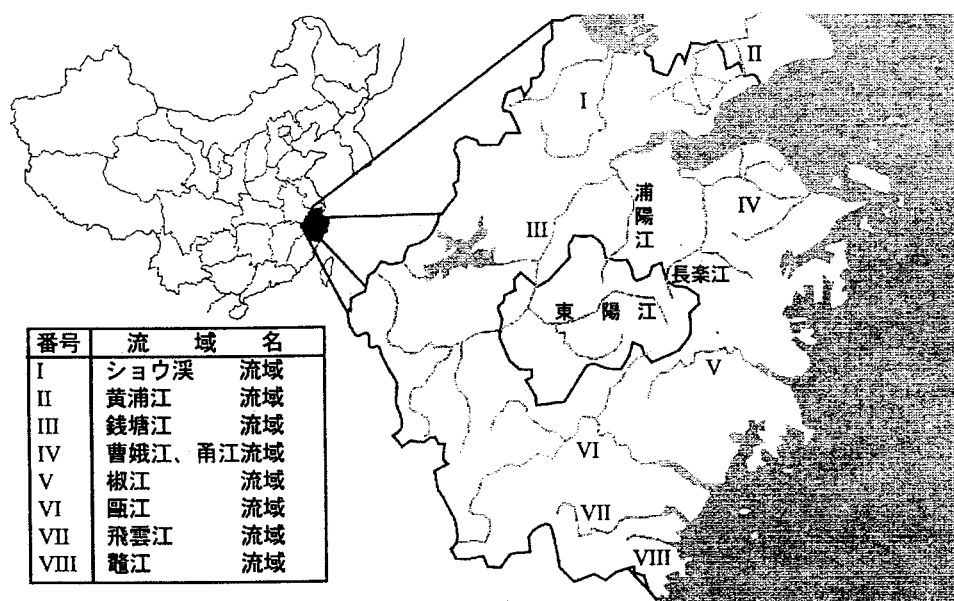 I
II
III
浦陽江
IV
長楽江
東陽江
V
VI
VII
VIII
番号 流域名
I ショウ渓 流域
II 黄浦江 流域
III 銭塘江 流域
IV 曹娥江、甬江流域
V 椒江 流域
VI 甌江 流域
VII 飛雲江 流域
VIII 鼇江 流域